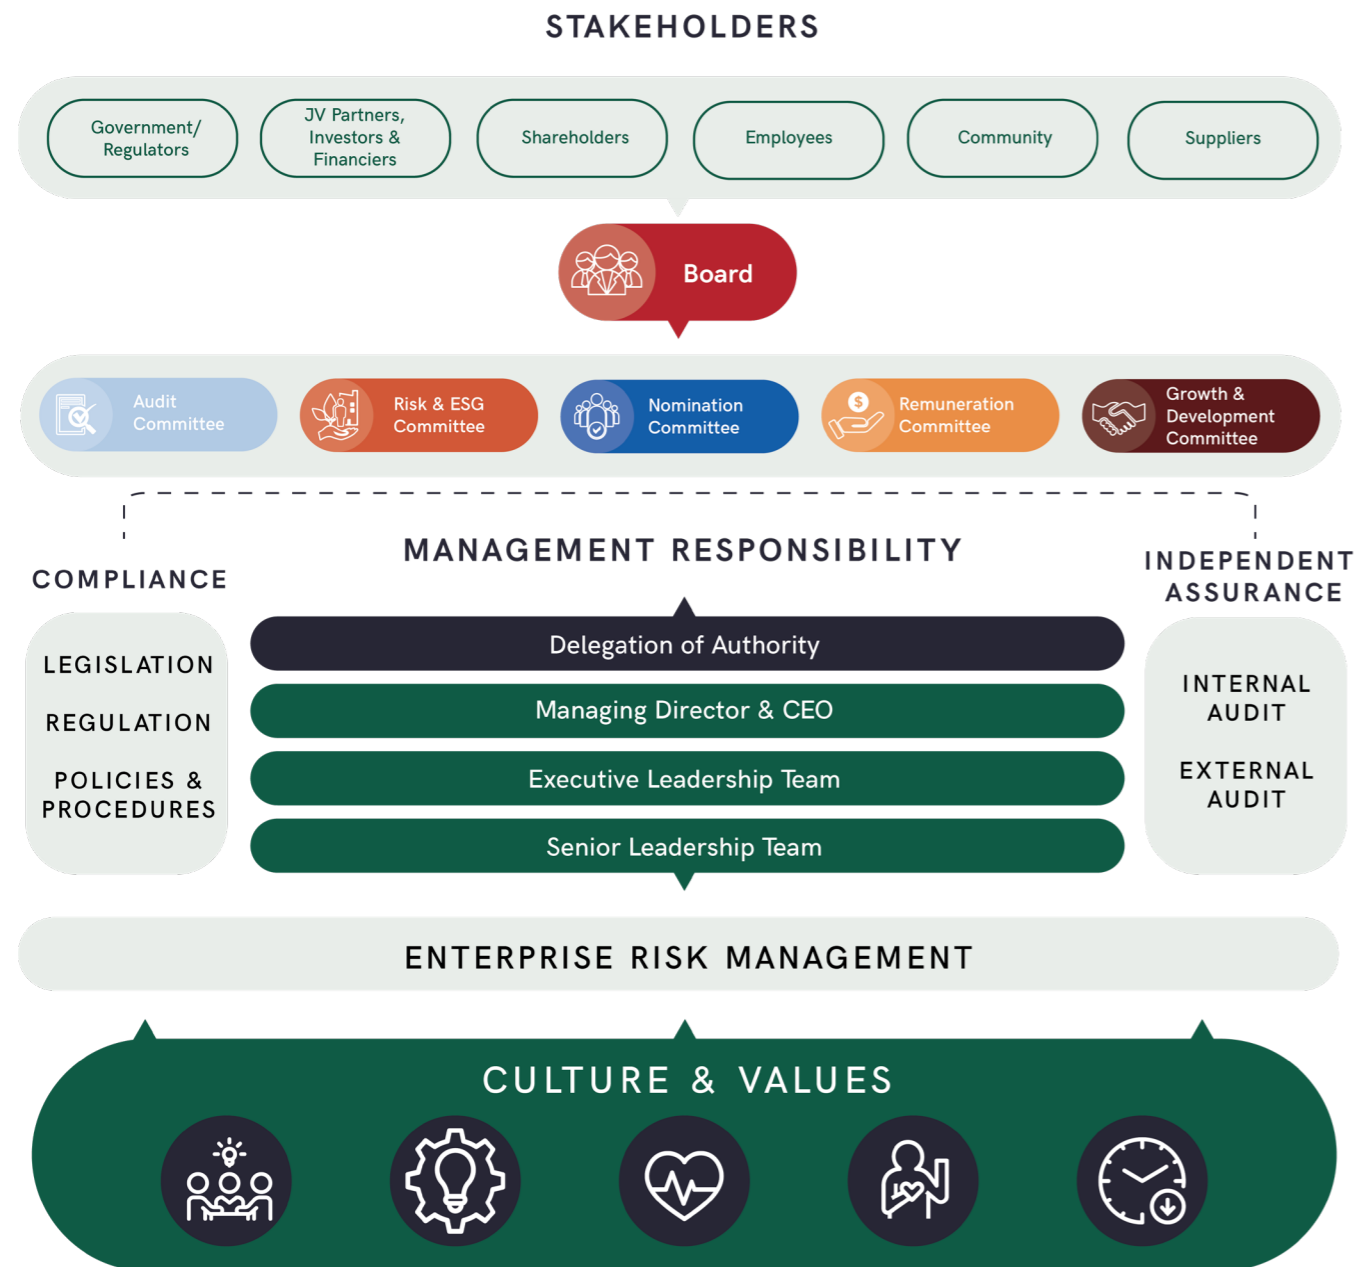 STAKEHOLDERS
Government/
Regulators
JV Partners,
Investors &
Financiers
Shareholders
Employees
Community
Suppliers
Board
Audit
Committee
Risk & ESG
Committee
Nomination
Committee
$
Remuneration
Committee
Growth &
Development
Committee
MANAGEMENT RESPONSIBILITY
COMPLIANCE
LEGISLATION
REGULATION
POLICIES &
PROCEDURES
Delegation of Authority
Managing Director & CEO
Executive Leadership Team
Senior Leadership Team
INDEPENDENT
ASSURANCE
INTERNAL
AUDIT
EXTERNAL
AUDIT
ENTERPRISE RISK MANAGEMENT
CULTURE & VALUES